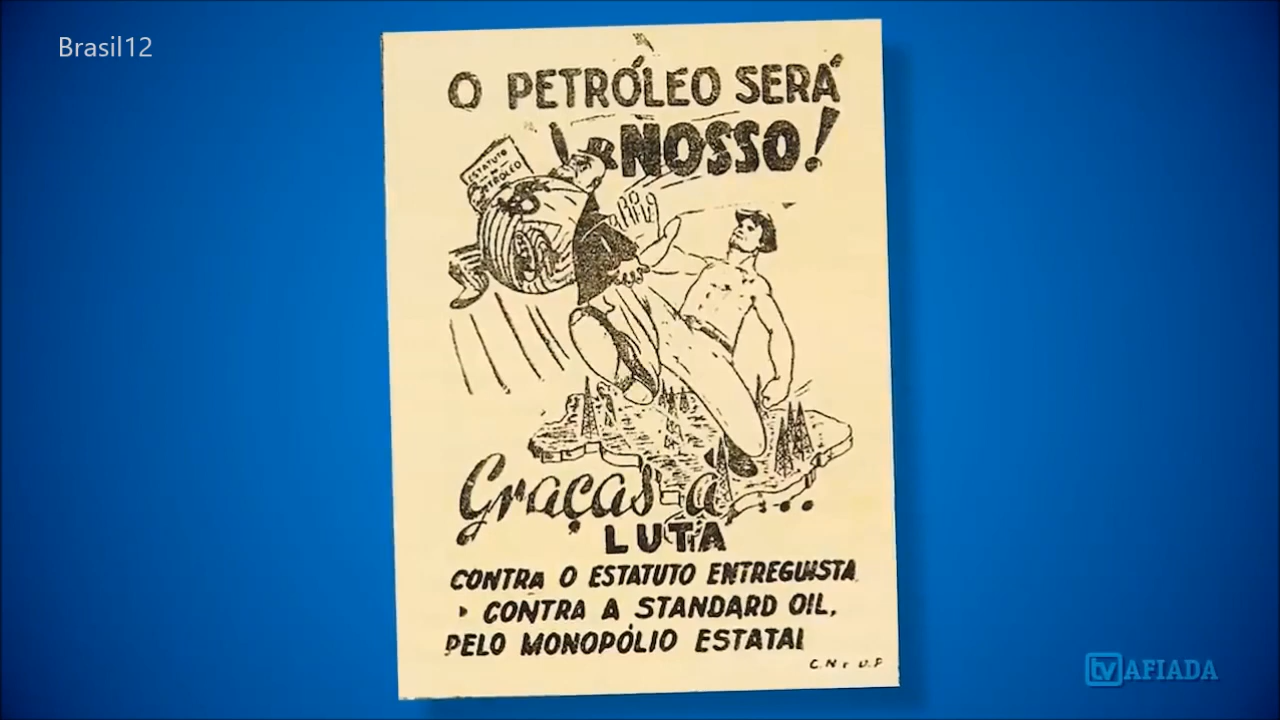 Brasil12
O PETRÓLEO SERÁ
NOSSO!
ESTATUTO
PETRÓLEO
Graças a...
LUTA
CONTRA O ESTATUTO ENTREGUISTA
CONTRA A STANDARD OIL,
PELO MONOPÓLIO ESTATAL
tv AFIADA